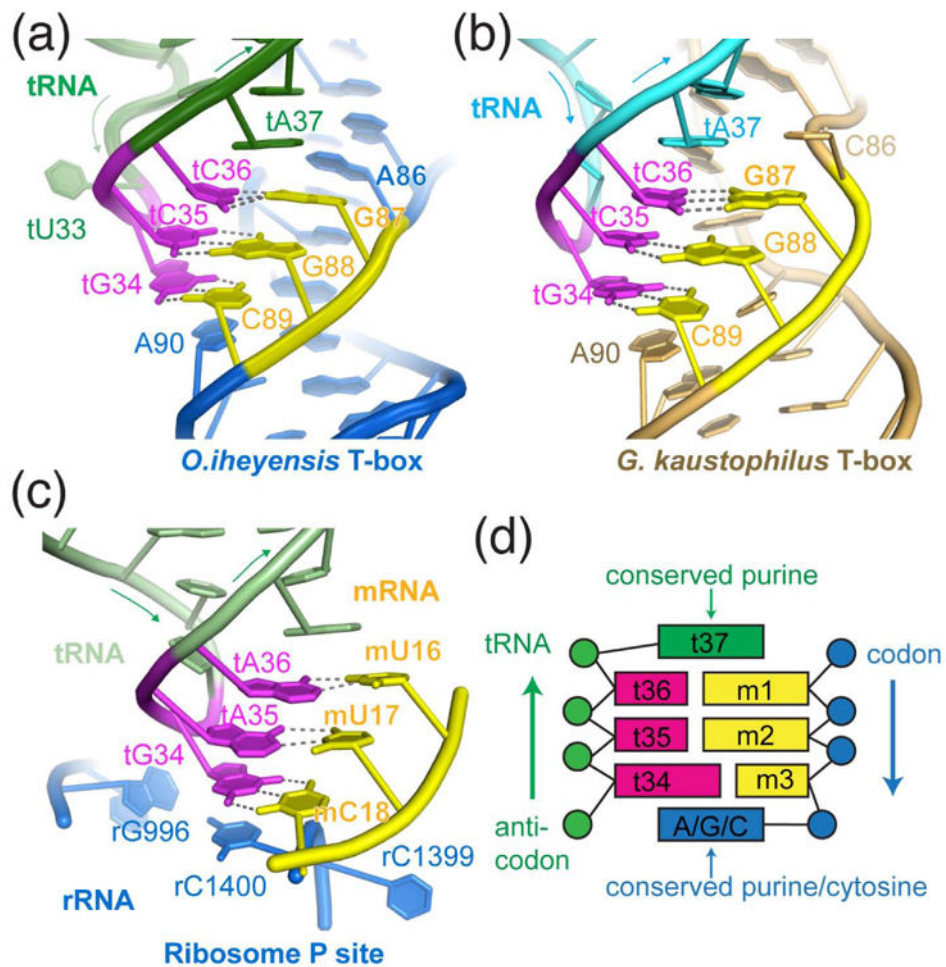 (a)
tRNA
tA37
tC36
A86
tC35
G87
tU33
G88
tG34
C89
A90
O.iheyensis T-box
(b)
tRNA
tA37
C86
tC36
G87
tC35
G88
tG34
C89
A90
G. kaustophilus T-box
(c)
mRNA
tRNA
tA36
mU16
tA35
mU17
tG34
mC18
rG996
rC1399
rC1400
rRNA
Ribosome P site
(d)
conserved purine
tRNA
t37
codon
t36
m1
t35
m2
t34
m3
anti-
codon
A/G/C
conserved purine/cytosine